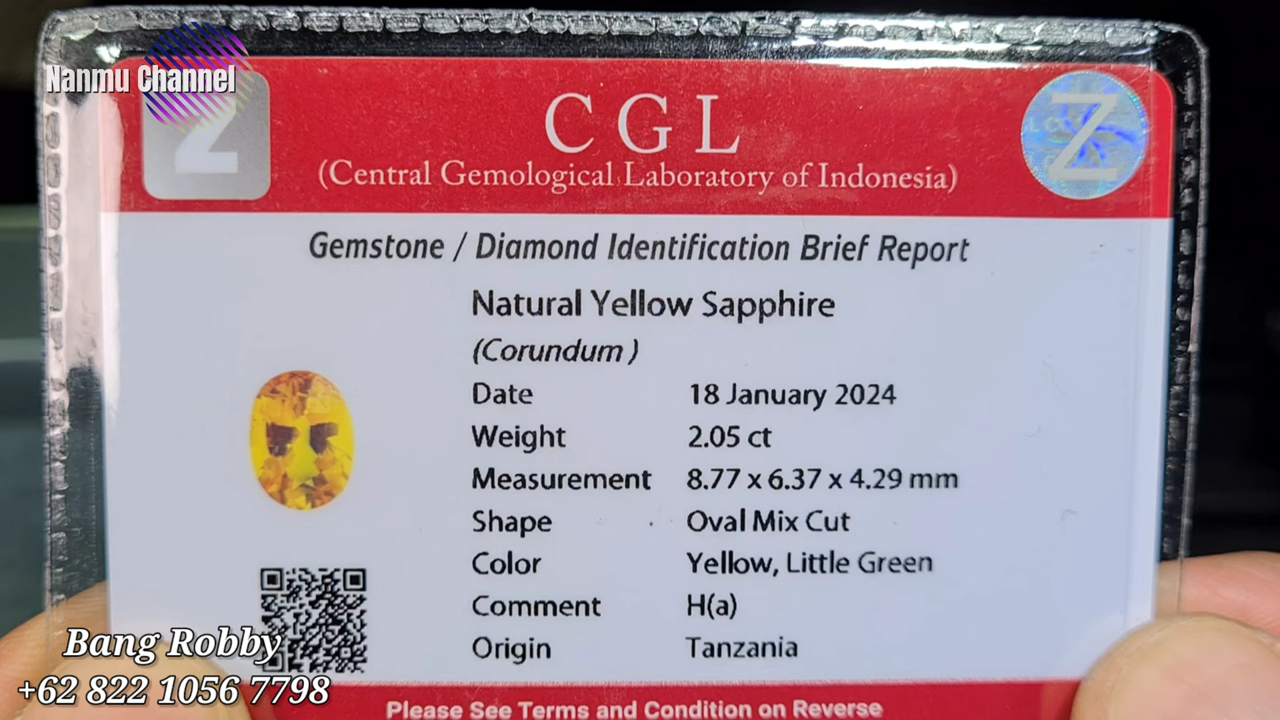 Nanmu Channel
Z
CGL
Z
(Central Gemological Laboratory of Indonesia)
Gemstone / Diamond Identification Brief Report
Natural Yellow Sapphire
(Corundum)
Date 18 January 2024
Weight 2.05 ct
Measurement 8.77 x 6.37 x 4.29 mm
Shape Oval Mix Cut
Color Yellow, Little Green
Comment H(a)
Origin Tanzania
Bang Robby
+62 822 1056 7798
Please See Terms and Condition on Reverse